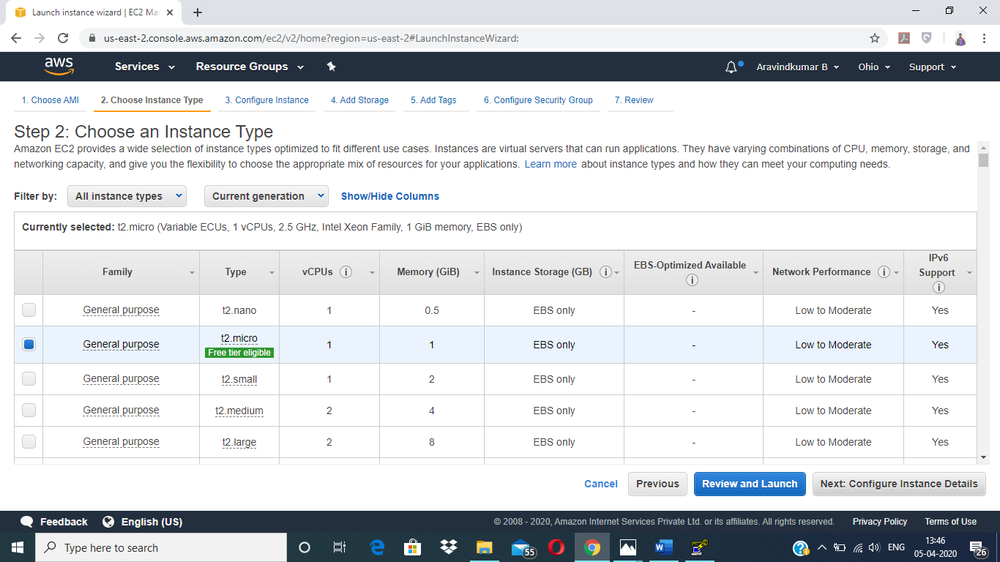 Launch instance wizard | EC2 Ma
us-east-2.console.aws.amazon.com/ec2/v2/home?region=us-east-2#LaunchInstanceWizard:
aws Services Resource Groups Aravindkumar B Ohio Support
1. Choose AMI 2. Choose Instance Type 3. Configure Instance 4. Add Storage 5. Add Tags 6. Configure Security Group 7. Review
Step 2: Choose an Instance Type
Amazon EC2 provides a wide selection of instance types optimized to fit different use cases. Instances are virtual servers that can run applications. They have varying combinations of CPU, memory, storage, and
networking capacity, and give you the flexibility to choose the appropriate mix of resources for your applications. Learn more about instance types and how they can meet your computing needs.
Filter by: All instance types Current generation Show/Hide Columns
Currently selected: t2.micro (Variable ECUs, 1 vCPUs, 2.5 GHz, Intel Xeon Family, 1 GiB memory, EBS only)
Family Type vCPUs i Memory (GiB) Instance Storage (GB) i EBS-Optimized Available i Network Performance i IPv6 Support i
General purpose t2.nano 1 0.5 EBS only - Low to Moderate Yes
General purpose t2.micro Free tier eligible 1 1 EBS only - Low to Moderate Yes
General purpose t2.small 1 2 EBS only - Low to Moderate Yes
General purpose t2.medium 2 4 EBS only - Low to Moderate Yes
General purpose t2.large 2 8 EBS only - Low to Moderate Yes
Cancel Previous Review and Launch Next: Configure Instance Details
Feedback English (US) © 2008 - 2020, Amazon Internet Services Private Ltd. or its affiliates. All rights reserved. Privacy Policy Terms of Use
Type here to search 55 ENG 13:46
05-04-2020 26